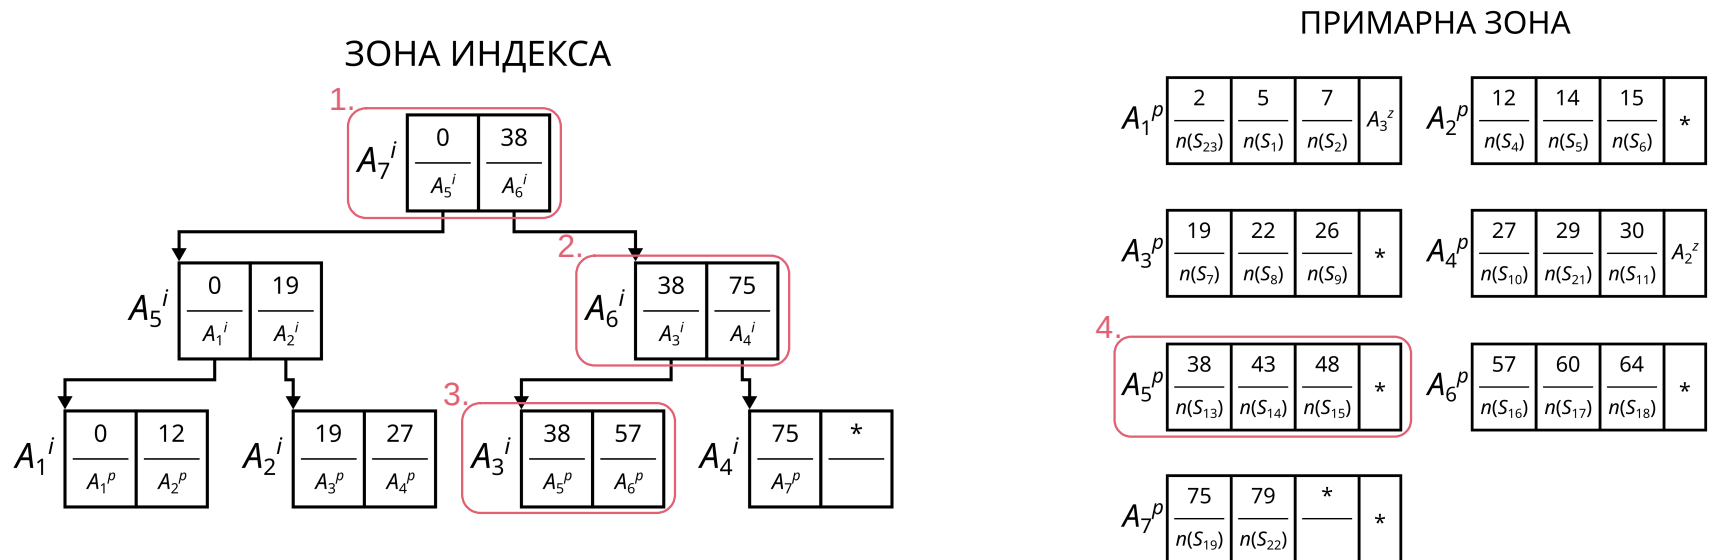 ЗОНА ИНДЕКСА
1.
A₇ⁱ 0 38
A₅ⁱ A₆ⁱ
2.
A₅ⁱ 0 19
A₁ⁱ A₂ⁱ
A₆ⁱ 38 75
A₃ⁱ A₄ⁱ
3.
A₁ⁱ 0 12
A₁ᵖ A₂ᵖ
A₂ⁱ 19 27
A₃ᵖ A₄ᵖ
A₃ⁱ 38 57
A₅ᵖ A₆ᵖ
A₄ⁱ 75 *
A₇ᵖ
ПРИМАРНА ЗОНА
A₁ᵖ 2 5 7 A₃ᶻ
n(S₂₃) n(S₁) n(S₂)
A₂ᵖ 12 14 15 *
n(S₄) n(S₅) n(S₆)
A₃ᵖ 19 22 26 *
n(S₇) n(S₈) n(S₉)
A₄ᵖ 27 29 30 A₂ᶻ
n(S₁₀) n(S₂₁) n(S₁₁)
4.
A₅ᵖ 38 43 48 *
n(S₁₃) n(S₁₄) n(S₁₅)
A₆ᵖ 57 60 64 *
n(S₁₆) n(S₁₇) n(S₁₈)
A₇ᵖ 75 79 * *
n(S₁₉) n(S₂₂)